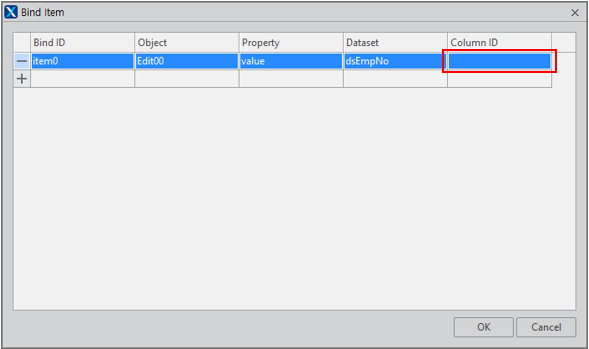 Bind Item
Bind ID Object Property Dataset Column ID
item0 Edit00 value dsEmpNo
OK Cancel